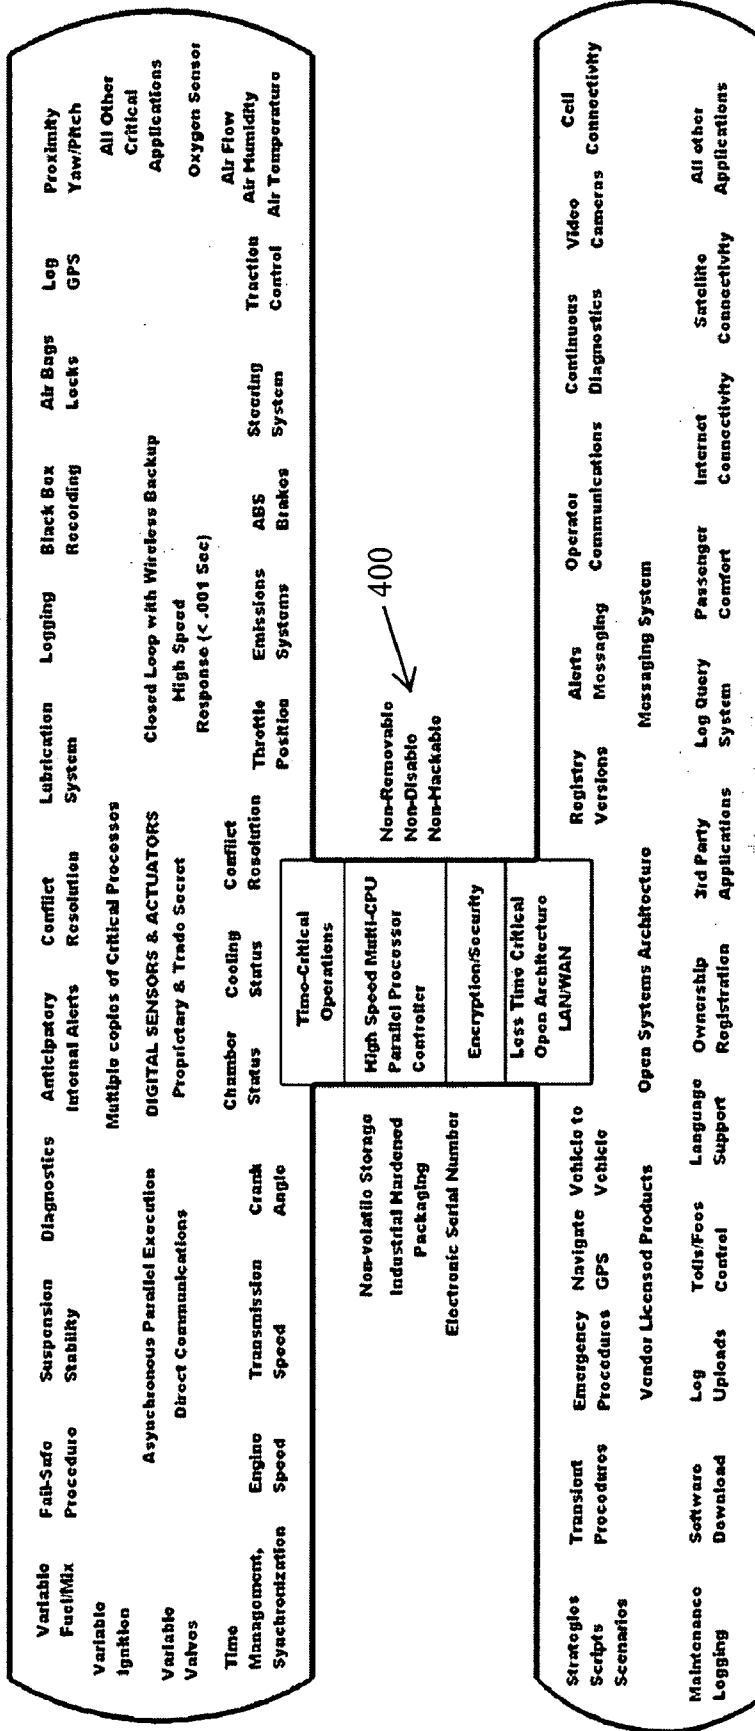 Variable
Fuel/Mix
Fail-Safe
Procedure
Suspension
Stability
Diagnostics
Anticipatory
Internal Alerts
Conflict
Resolution
Lubrication
System
Logging
Black Box
Recording
Air Bags
Locks
Log
GPS
Proximity
Yaw/Pitch
Variable
Ignition
Multiple copies of Critical Processes
All Other
Critical
Applications
Variable
Valves
Asynchronous Parallel Execution
Direct Communications
DIGITAL SENSORS & ACTUATORS
Proprietary & Trade Secret
Closed Loop with Wireless Backup
High Speed
Response (< .001 Sec)
Oxygen Sensor
Time
Management,
Synchronization
Engine
Speed
Transmission
Speed
Crank
Angle
Chamber
Status
Cooling
Status
Conflict
Resolution
Throttle
Position
Emissions
Systems
ABS
Brakes
Steering
System
Traction
Control
Air Flow
Air Humidity
Air Temperature
Time-Critical
Operations
Non-volatile Storage
Industrial Hardened
Packaging
Electronic Serial Number
High Speed Multi-CPU
Parallel Processor
Controller
Non-Removable
Non-Disable
Non-Hackable
400
Encryption/Security
Less Time Critical
Open Architecture
LAN/WAN
Strategies
Scripts
Scenarios
Transient
Procedures
Emergency
Procedures
Navigate
GPS
Vehicle to
Vehicle
Registry
Versions
Alerts
Messaging
Operator
Communications
Continuous
Diagnostics
Video
Cameras
Cell
Connectivity
Vendor Licensed Products
Open Systems Architecture
Messaging System
Maintenance
Logging
Software
Download
Log
Uploads
Tolls/Fees
Control
Language
Support
Ownership
Registration
3rd Party
Applications
Log Query
System
Passenger
Comfort
Internet
Connectivity
Satellite
Connectivity
All other
Applications